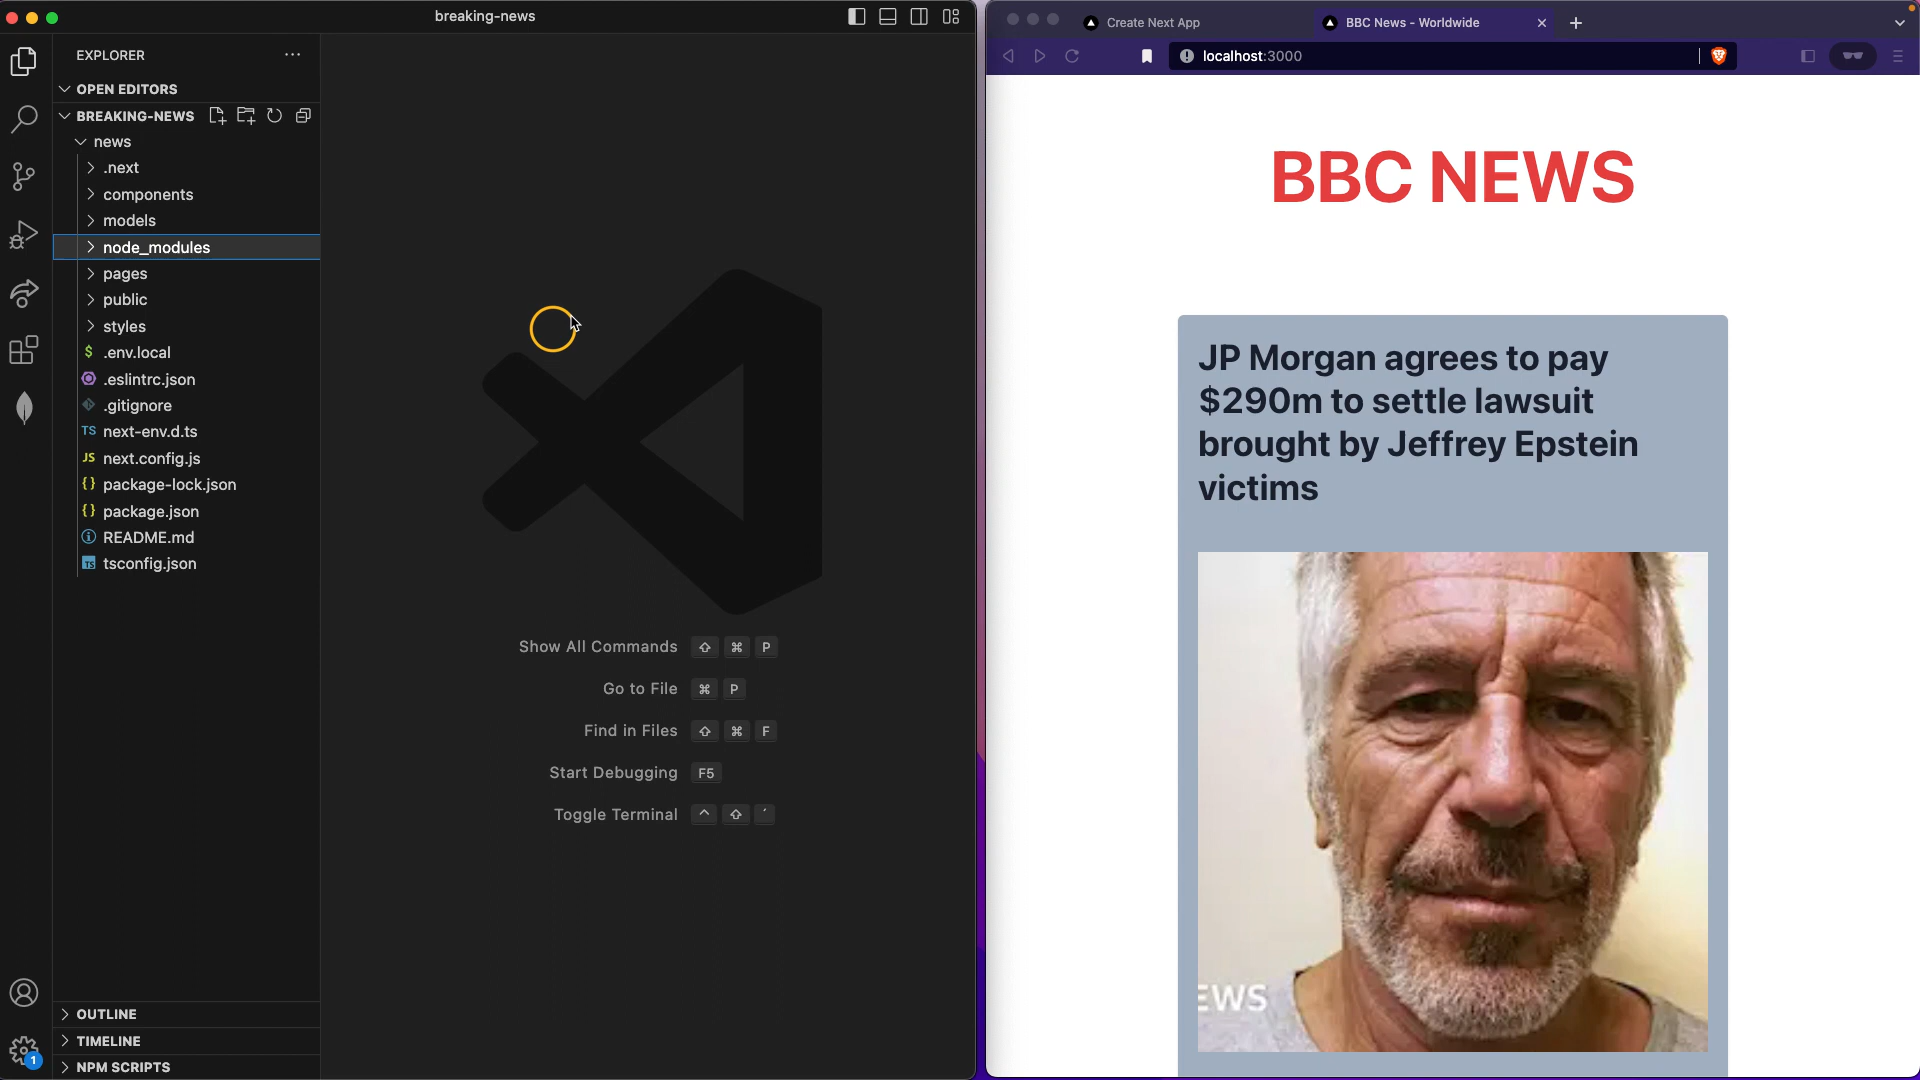 breaking-news
EXPLORER
OPEN EDITORS
BREAKING-NEWS
news
.next
components
models
node_modules
pages
public
styles
$ .env.local
.eslintrc.json
.gitignore
TS next-env.d.ts
JS next.config.js
{} package-lock.json
{} package.json
README.md
TS tsconfig.json
Show All Commands ⇧ ⌘ P
Go to File ⌘ P
Find in Files ⇧ ⌘ F
Start Debugging F5
Toggle Terminal ^ ⇧ ´
1
OUTLINE
TIMELINE
NPM SCRIPTS
Create Next App
BBC News - Worldwide
localhost:3000
BBC NEWS
JP Morgan agrees to pay
$290m to settle lawsuit
brought by Jeffrey Epstein
victims
EWS